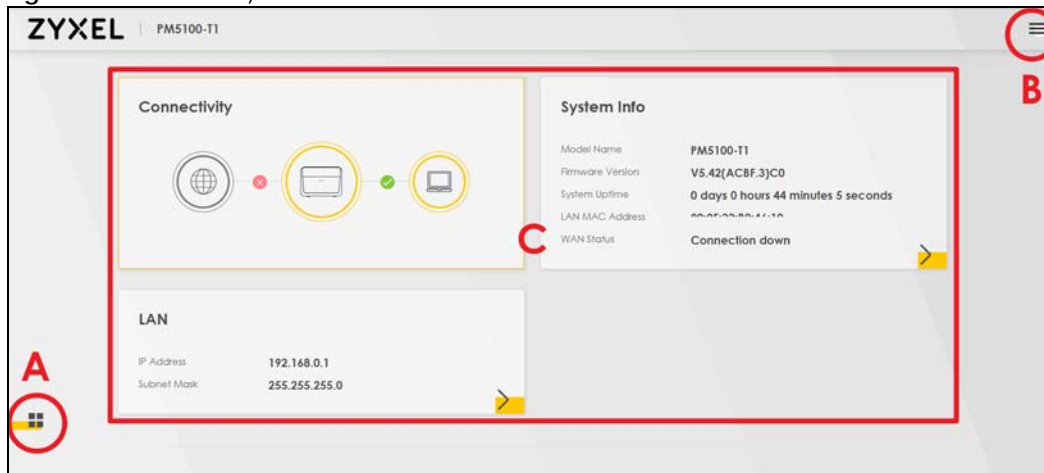 ZYXEL PM5100-T1
B
Connectivity
System Info
Model Name PM5100-T1
Firmware Version V5.42(ACBF.3)C0
System Uptime 0 days 0 hours 44 minutes 5 seconds
LAN MAC Address
C
WAN Status Connection down
LAN
IP Address 192.168.0.1
Subnet Mask 255.255.255.0
A